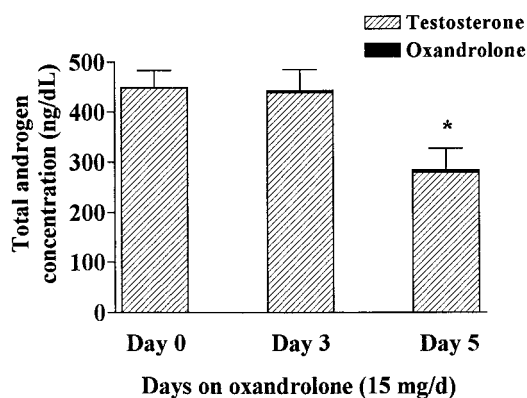 Testosterone
Oxandrolone
Total androgen
concentration (ng/dL)
500
400
300
200
100
0
*
Day 0 Day 3 Day 5
Days on oxandrolone (15 mg/d)